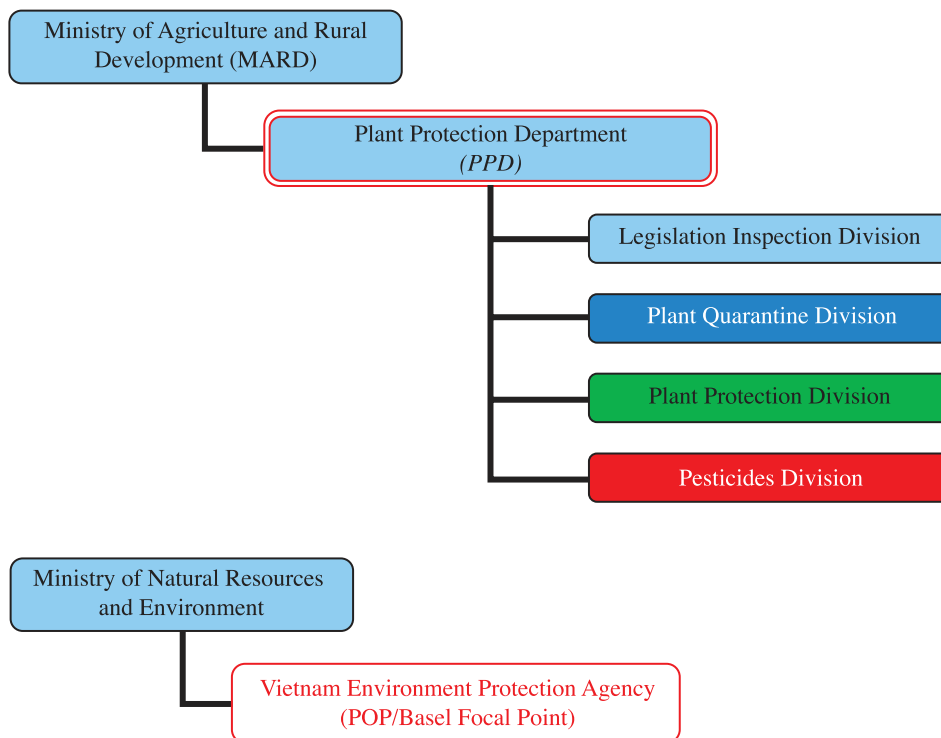 Ministry of Agriculture and Rural
Development (MARD)
Plant Protection Department
(PPD)
Legislation Inspection Division
Plant Quarantine Division
Plant Protection Division
Pesticides Division
Ministry of Natural Resources
and Environment
Vietnam Environment Protection Agency
(POP/Basel Focal Point)